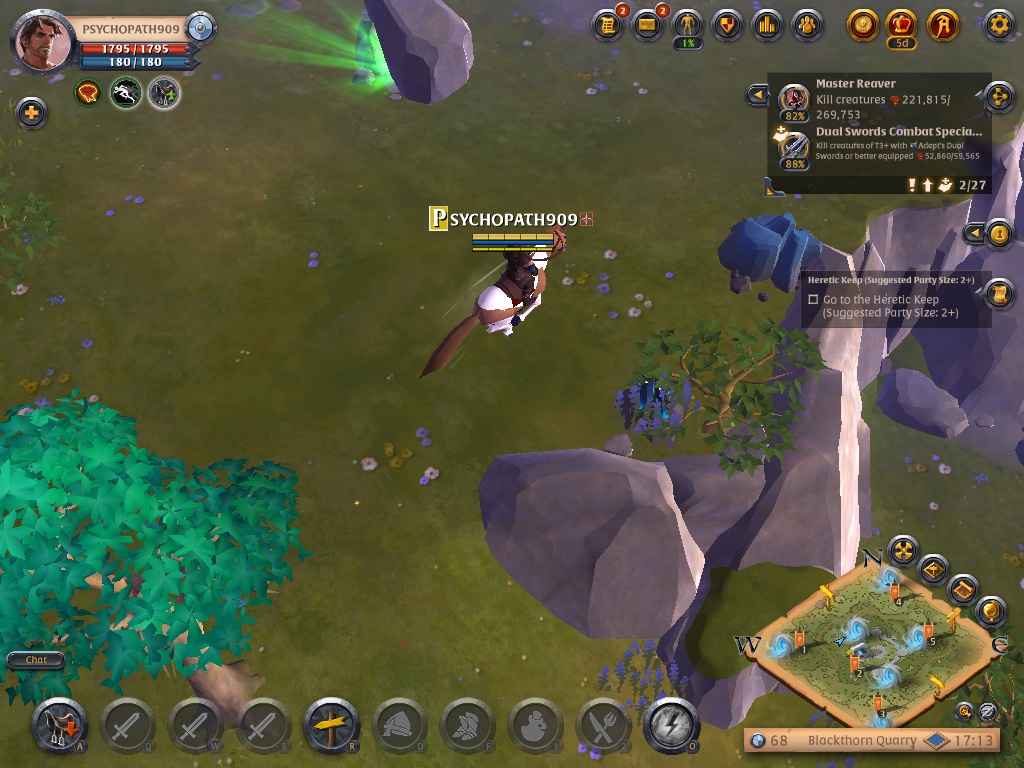 PSYCHOPATH909
1795/1795
180/180
2
2
1%
5d
Master Reaver
Kill creatures 221,815/
269,753
82%
Dual Swords Combat Specia...
Kill creatures of T3+ with Adept's Dual
Swords or better equipped 52,860/59,565
88%
2/27
PSYCHOPATH909
Heretic Keep (Suggested Party Size: 2+)
Go to the Heretic Keep
(Suggested Party Size: 2+)
N
W
E
4
1
5
2
3
Chat
A
Q
W
E
R
D
F
1
2
O
68 Blackthorn Quarry 17:13